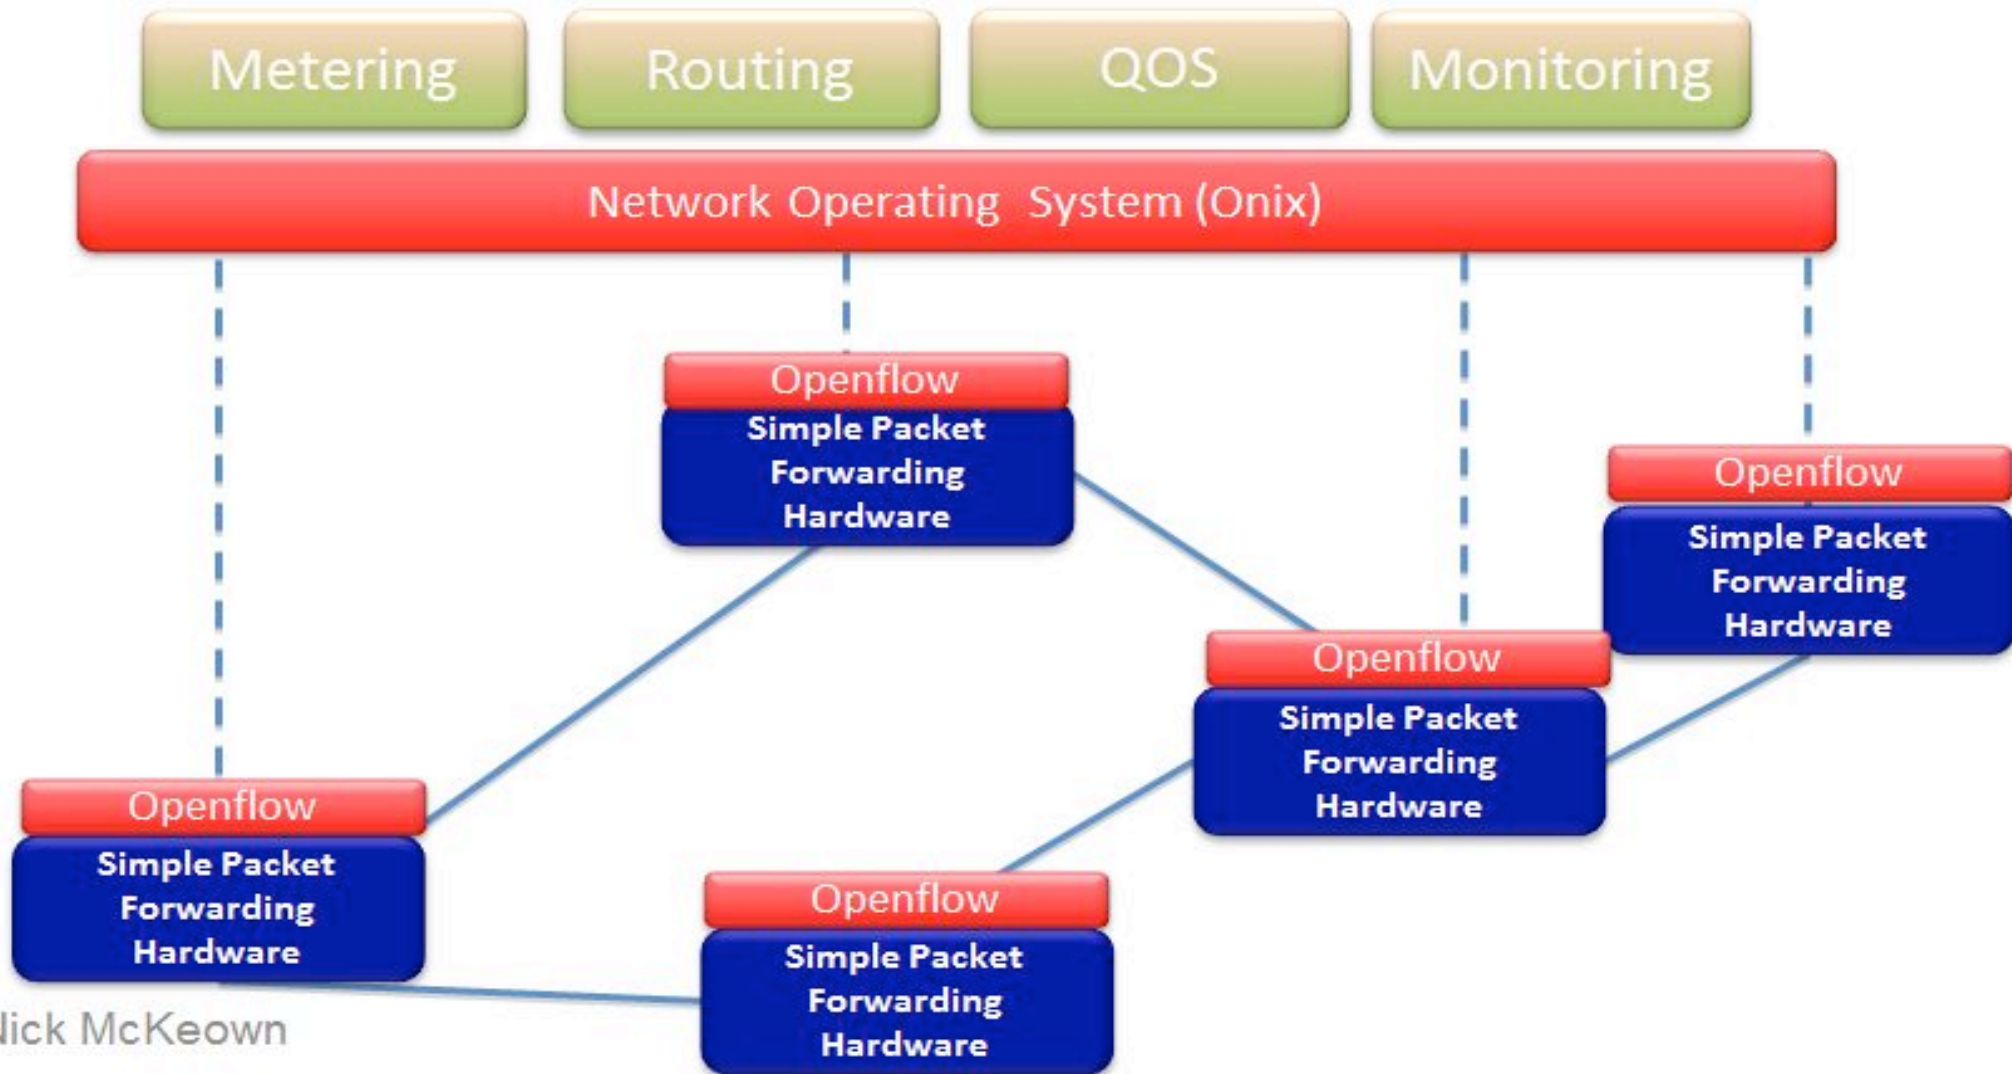 Metering
Routing
QOS
Monitoring
Network Operating System (Onix)
Openflow
Simple Packet
Forwarding
Hardware
Openflow
Simple Packet
Forwarding
Hardware
Openflow
Simple Packet
Forwarding
Hardware
Openflow
Simple Packet
Forwarding
Hardware
Openflow
Simple Packet
Forwarding
Hardware
Nick McKeown